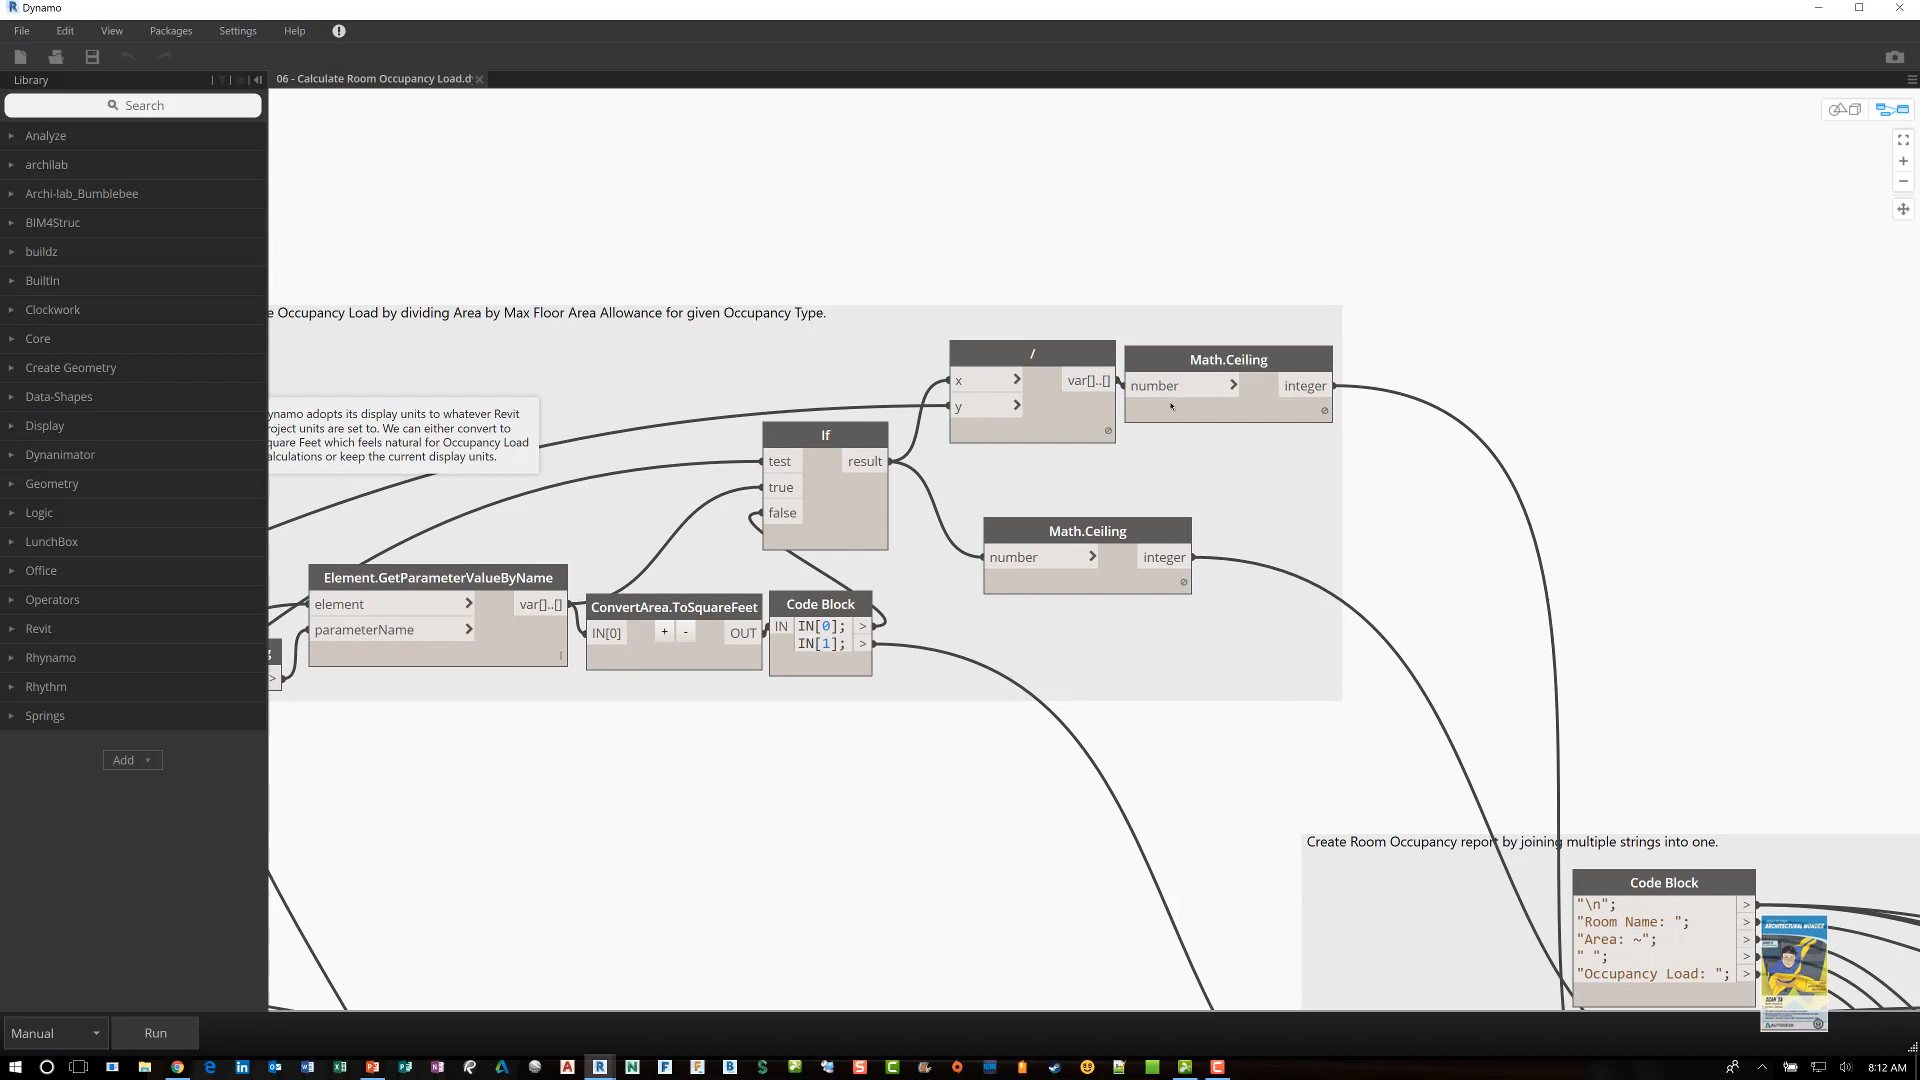 Dynamo
File Edit View Packages Settings Help
Library
06 - Calculate Room Occupancy Load.d
Search
Analyze
archilab
Archi-lab_Bumblebee
BIM4Struc
buildz
BuiltIn
Clockwork
Core
Create Geometry
Data-Shapes
Display
Dynanimator
Geometry
Logic
LunchBox
Office
Operators
Revit
Rhynamo
Rhythm
Springs
Add
e Occupancy Load by dividing Area by Max Floor Area Allowance for given Occupancy Type.
ynamo adopts its display units to whatever Revit
roject units are set to. We can either convert to
quare Feet which feels natural for Occupancy Load
alculations or keep the current display units.
/
x > var[]..[]
y >
Math.Ceiling
number > integer
If
test result
true
false
Math.Ceiling
number > integer
Element.GetParameterValueByName
element > var[]..[]
parameterName >
g
>
ConvertArea.ToSquareFeet
IN[0] + - OUT
Code Block
IN IN[0]; >
IN[1]; >
Create Room Occupancy report by joining multiple strings into one.
Code Block
"\n"; >
"Room Name: "; >
"Area: ~"; >
" "; >
"Occupancy Load: "; >
ARCHITECTURAL WONDER
AUTODESK
Manual Run
8:12 AM